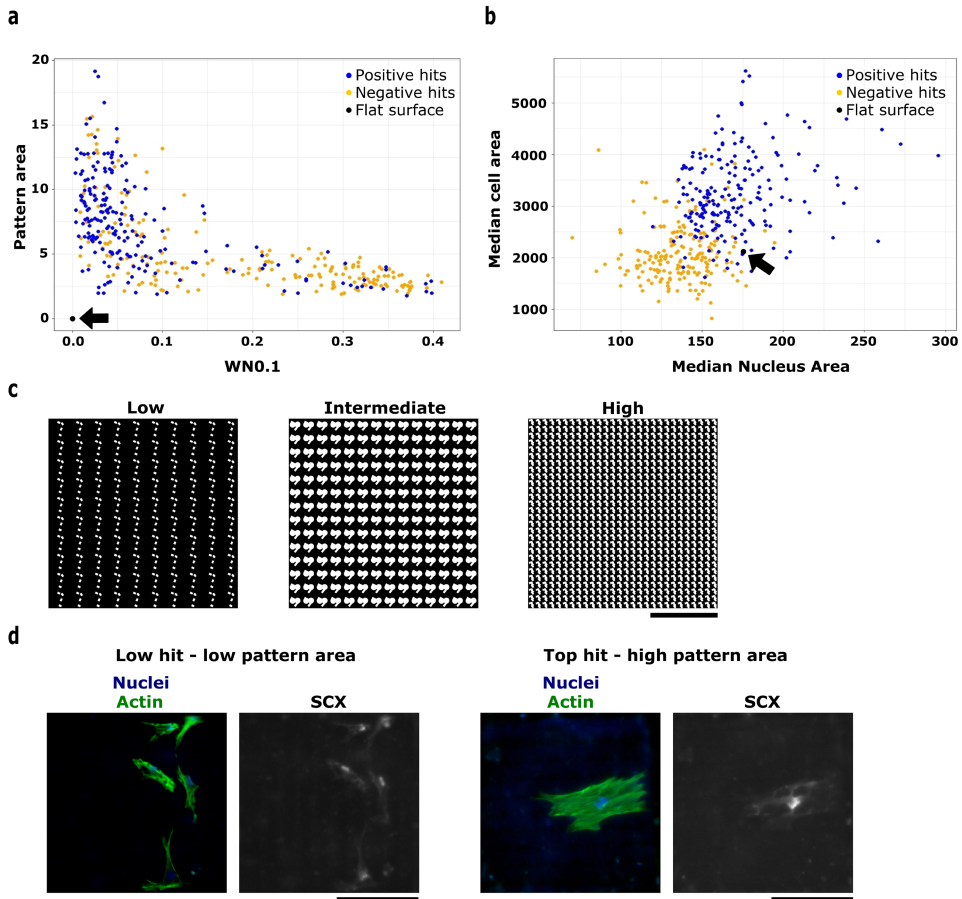 a
20
15
10
5
0
Pattern area
0.0 0.1 0.2 0.3 0.4
WN0.1
Positive hits
Negative hits
Flat surface
b
5000
4000
3000
2000
1000
Median cell area
100 150 200 250 300
Median Nucleus Area
Positive hits
Negative hits
Flat surface
c
Low Intermediate High
d
Low hit - low pattern area
Nuclei
Actin SCX
Top hit - high pattern area
Nuclei
Actin SCX